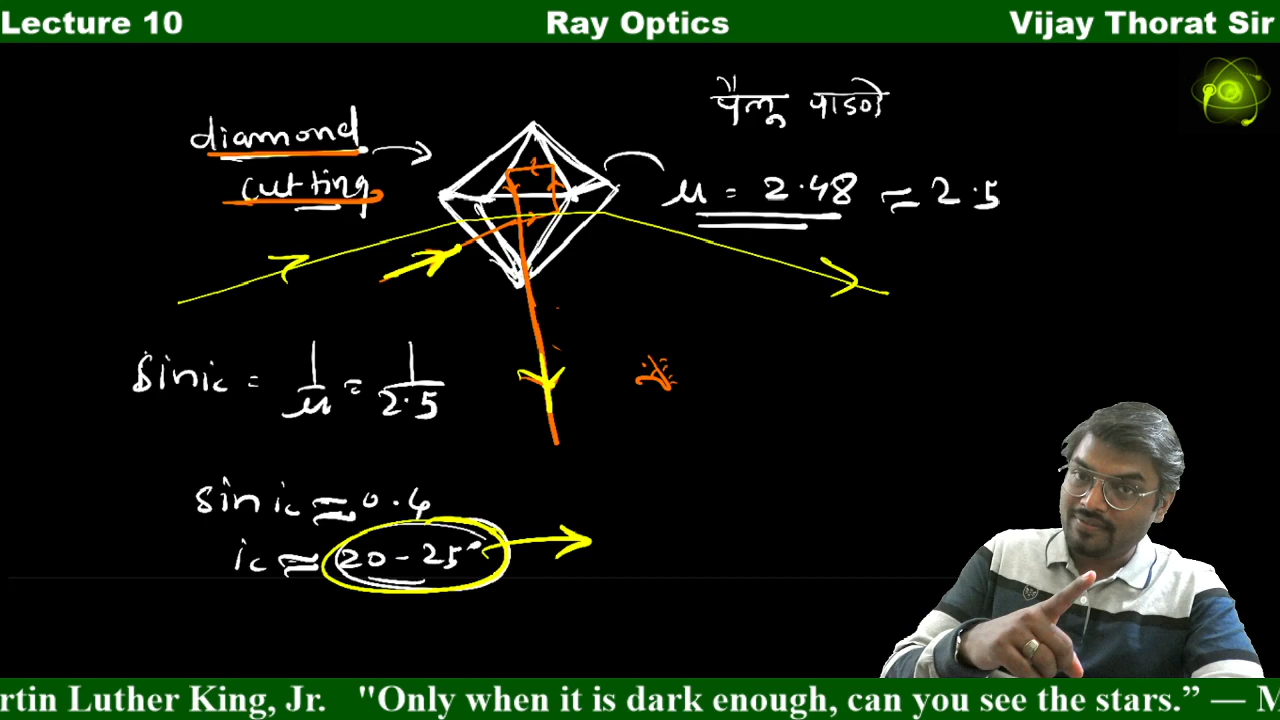 Lecture 10 Ray Optics Vijay Thorat Sir
पैलू पाडणे
diamond
cutting
μ = 2.48 ≈ 2.5
sin ic = 1/μ = 1/2.5
sin ic ≈ 0.4
ic ≈ 20 - 25°
rtin Luther King, Jr. "Only when it is dark enough, can you see the stars.” — M